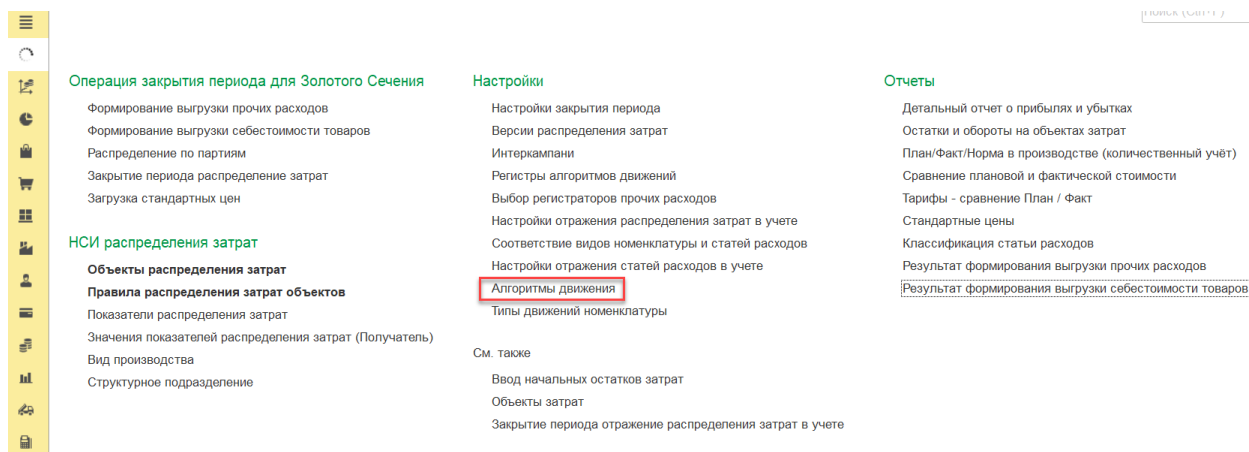 Поиск (Ctrl+F)
Операция закрытия периода для Золотого Сечения
Формирование выгрузки прочих расходов
Формирование выгрузки себестоимости товаров
Распределение по партиям
Закрытие периода распределение затрат
Загрузка стандартных цен
НСИ распределения затрат
Объекты распределения затрат
Правила распределения затрат объектов
Показатели распределения затрат
Значения показателей распределения затрат (Получатель)
Вид производства
Структурное подразделение
Настройки
Настройки закрытия периода
Версии распределения затрат
Интеркампани
Регистры алгоритмов движений
Выбор регистраторов прочих расходов
Настройки отражения распределения затрат в учете
Соответствие видов номенклатуры и статей расходов
Настройки отражения статей расходов в учете
Алгоритмы движения
Типы движений номенклатуры
См. также
Ввод начальных остатков затрат
Объекты затрат
Закрытие периода отражение распределения затрат в учете
Отчеты
Детальный отчет о прибылях и убытках
Остатки и обороты на объектах затрат
План/Факт/Норма в производстве (количественный учёт)
Сравнение плановой и фактической стоимости
Тарифы - сравнение План / Факт
Стандартные цены
Классификация статьи расходов
Результат формирования выгрузки прочих расходов
Результат формирования выгрузки себестоимости товаров